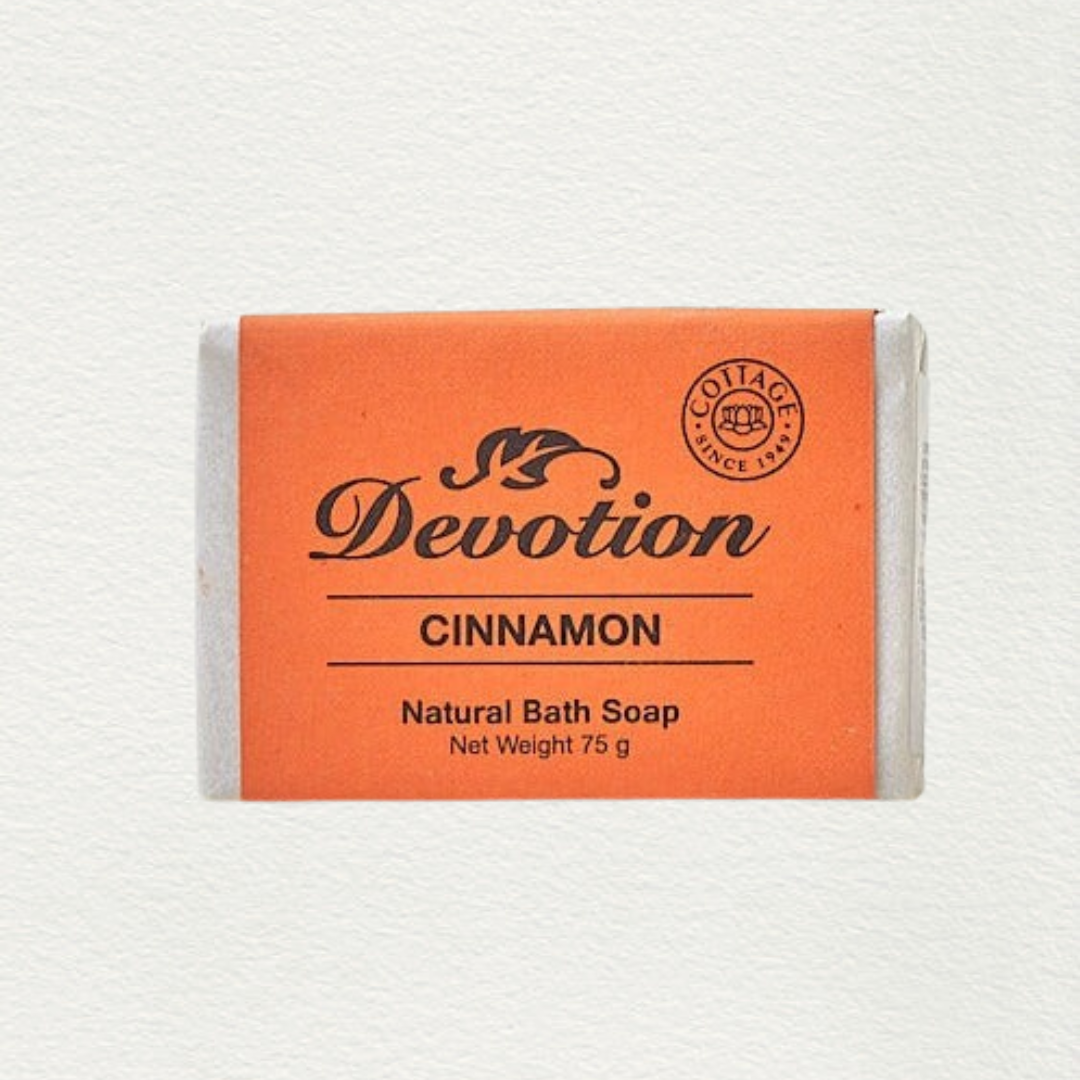 COTTAGE
• SINCE 1949 •
Devotion
CINNAMON
Natural Bath Soap
Net Weight 75 g